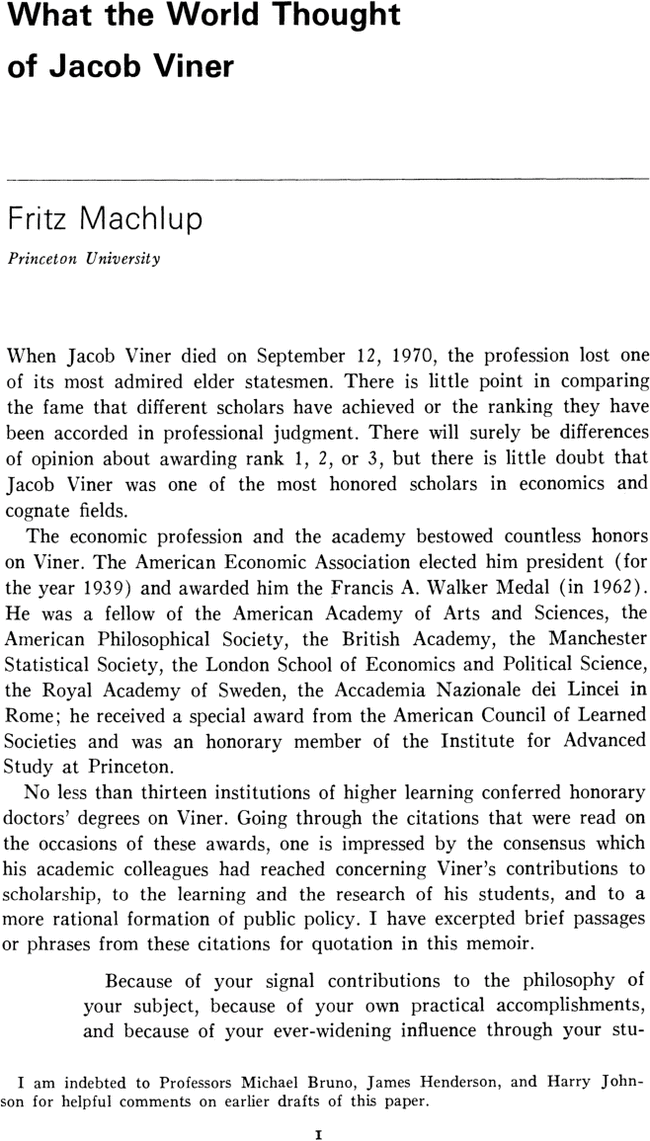 What the World Thought
of Jacob Viner
Fritz Machlup
Princeton University
When Jacob Viner died on September 12, 1970, the profession lost one
of its most admired elder statesmen. There is little point in comparing
the fame that different scholars have achieved or the ranking they have
been accorded in professional judgment. There will surely be differences
of opinion about awarding rank 1, 2, or 3, but there is little doubt that
Jacob Viner was one of the most honored scholars in economics and
cognate fields.
The economic profession and the academy bestowed countless honors
on Viner. The American Economic Association elected him president (for
the year 1939) and awarded him the Francis A. Walker Medal (in 1962).
He was a fellow of the American Academy of Arts and Sciences, the
American Philosophical Society, the British Academy, the Manchester
Statistical Society, the London School of Economics and Political Science,
the Royal Academy of Sweden, the Accademia Nazionale dei Lincei in
Rome; he received a special award from the American Council of Learned
Societies and was an honorary member of the Institute for Advanced
Study at Princeton.
No less than thirteen institutions of higher learning conferred honorary
doctors' degrees on Viner. Going through the citations that were read on
the occasions of these awards, one is impressed by the consensus which
his academic colleagues had reached concerning Viner's contributions to
scholarship, to the learning and the research of his students, and to a
more rational formation of public policy. I have excerpted brief passages
or phrases from these citations for quotation in this memoir.
Because of your signal contributions to the philosophy of
your subject, because of your own practical accomplishments,
and because of your ever-widening influence through your stu-
I am indebted to Professors Michael Bruno, James Henderson, and Harry John-
son for helpful comments on earlier drafts of this paper.
1